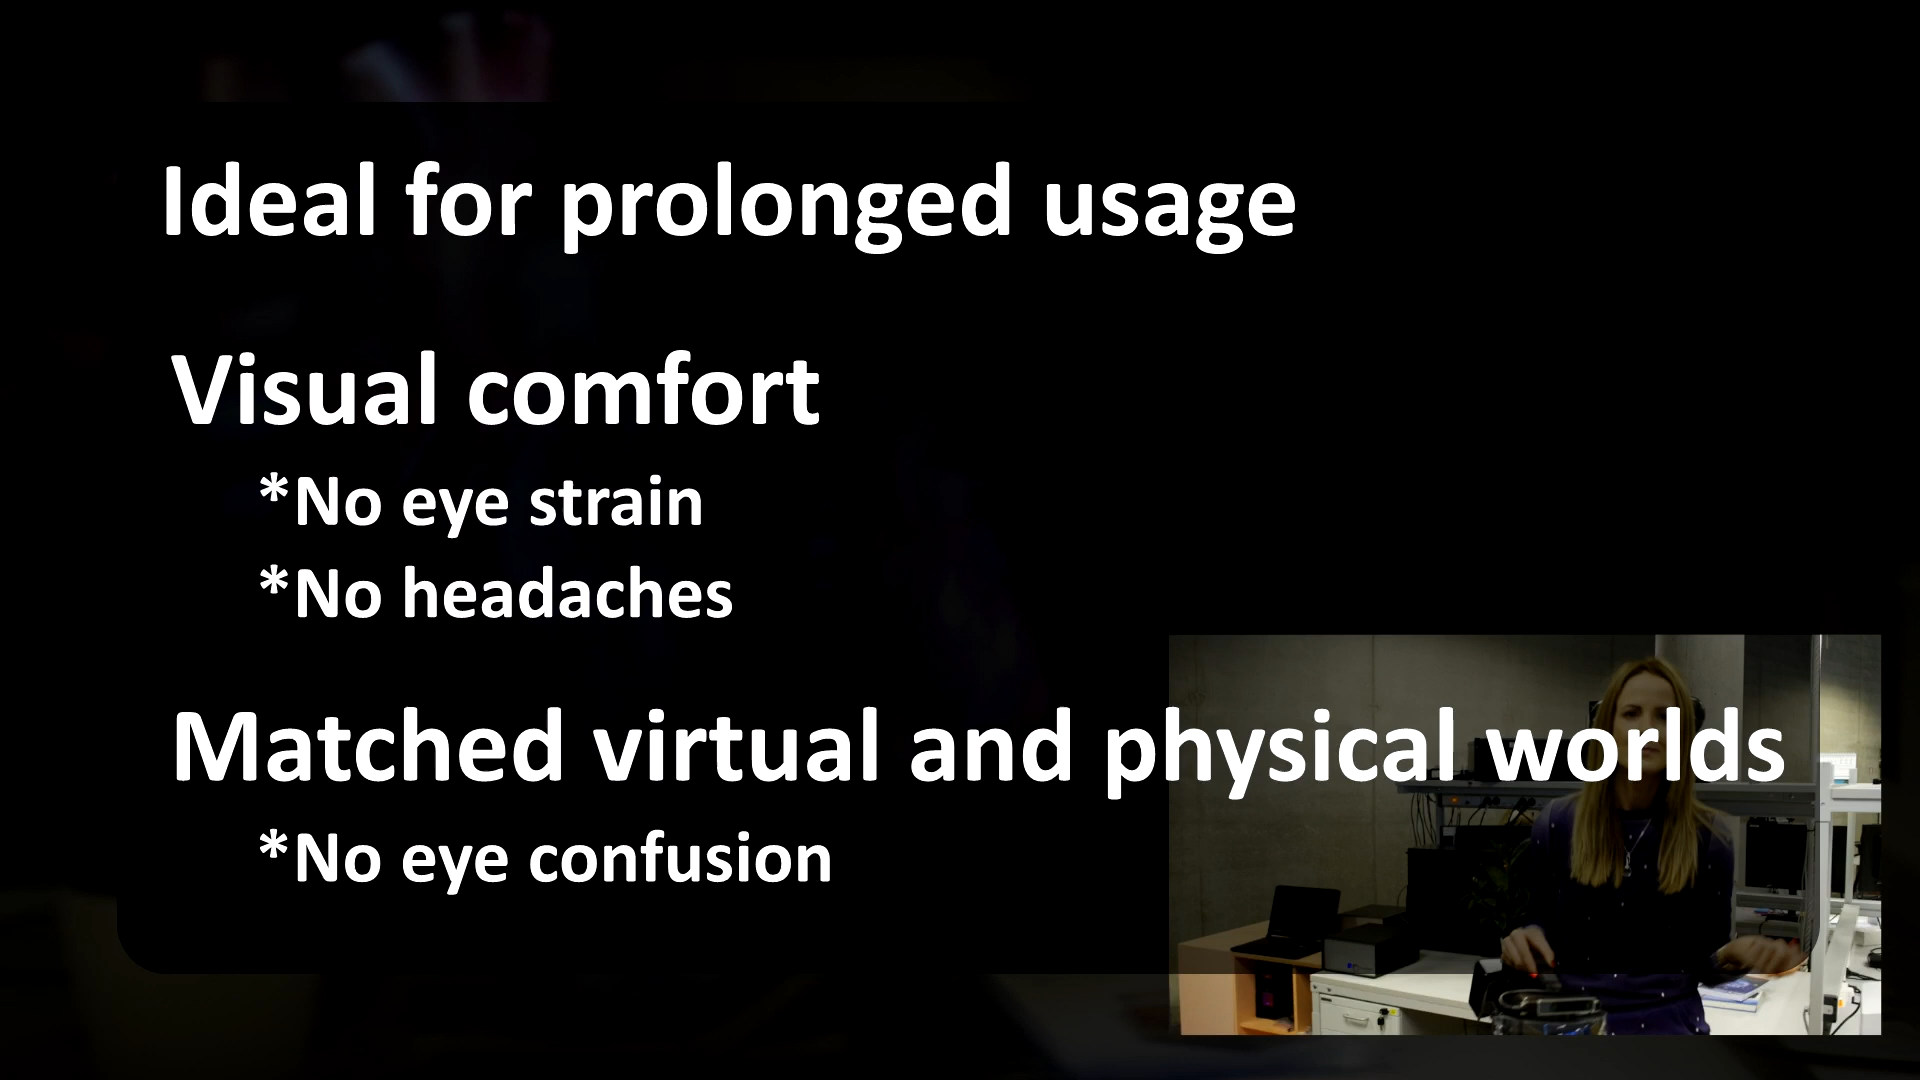 Ideal for prolonged usage
Visual comfort
*No eye strain
*No headaches
Matched virtual and physical worlds
*No eye confusion